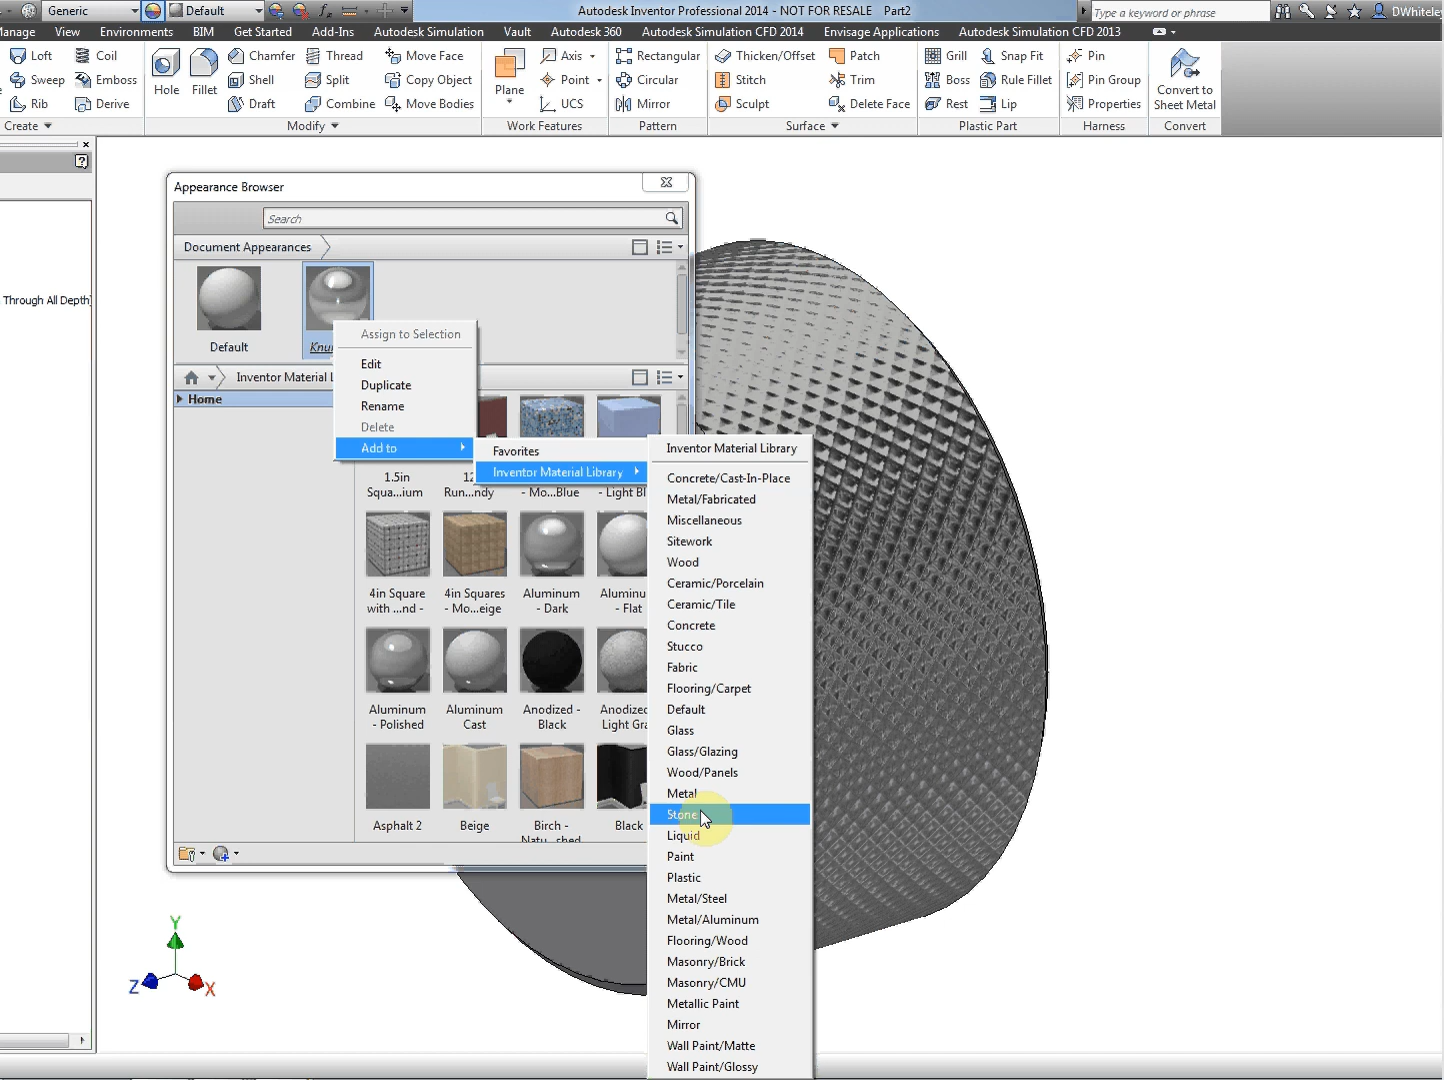 Generic
Default
Autodesk Inventor Professional 2014 - NOT FOR RESALE Part2
Type a keyword or phrase
DWhiteley
View
Environments
BIM
Get Started
Add-Ins
Autodesk Simulation
Vault
Autodesk 360
Autodesk Simulation CFD 2014
Envisage Applications
Autodesk Simulation CFD 2013
Loft
Coil
Sweep
Emboss
Rib
Derive
Create
Hole
Fillet
Chamfer
Thread
Move Face
Shell
Split
Copy Object
Draft
Combine
Move Bodies
Modify
Plane
Axis
Point
UCS
Work Features
Rectangular
Circular
Mirror
Pattern
Thicken/Offset
Patch
Stitch
Trim
Sculpt
Delete Face
Surface
Grill
Snap Fit
Boss
Rule Fillet
Rest
Lip
Plastic Part
Pin
Pin Group
Properties
Harness
Convert to
Sheet Metal
Convert
Through All Depth
Appearance Browser
Search
Document Appearances
Default
Knu
Assign to Selection
Edit
Duplicate
Rename
Delete
Add to
Inventor Material L
Home
Favorites
Inventor Material Library
1.5in
Squa...ium
12
Run...ndy
- Mo...Blue
- Light Bl
4in Square
with ...nd -
4in Squares
- Mo...eige
Aluminum
- Dark
Aluminu
- Flat
Aluminum
- Polished
Aluminum
Cast
Anodized -
Black
Anodized
Light Gra
Asphalt 2
Beige
Birch -
Natu...shed
Black
Inventor Material Library
Concrete/Cast-In-Place
Metal/Fabricated
Miscellaneous
Sitework
Wood
Ceramic/Porcelain
Ceramic/Tile
Concrete
Stucco
Fabric
Flooring/Carpet
Default
Glass
Glass/Glazing
Wood/Panels
Metal
Stone
Liquid
Paint
Plastic
Metal/Steel
Metal/Aluminum
Flooring/Wood
Masonry/Brick
Masonry/CMU
Metallic Paint
Mirror
Wall Paint/Matte
Wall Paint/Glossy
Y
Z
X